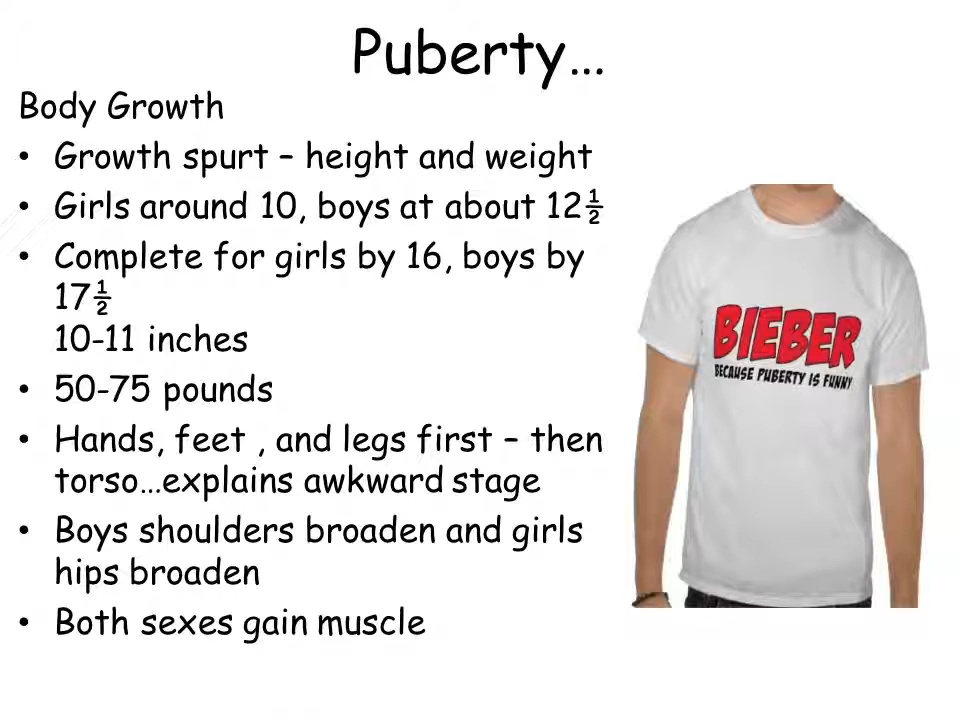 Puberty…
Body Growth
• Growth spurt – height and weight
• Girls around 10, boys at about 12½
• Complete for girls by 16, boys by
17½
10-11 inches
• 50-75 pounds
• Hands, feet , and legs first – then
torso…explains awkward stage
• Boys shoulders broaden and girls
hips broaden
• Both sexes gain muscle
BIEBER
BECAUSE PUBERTY IS FUNNY